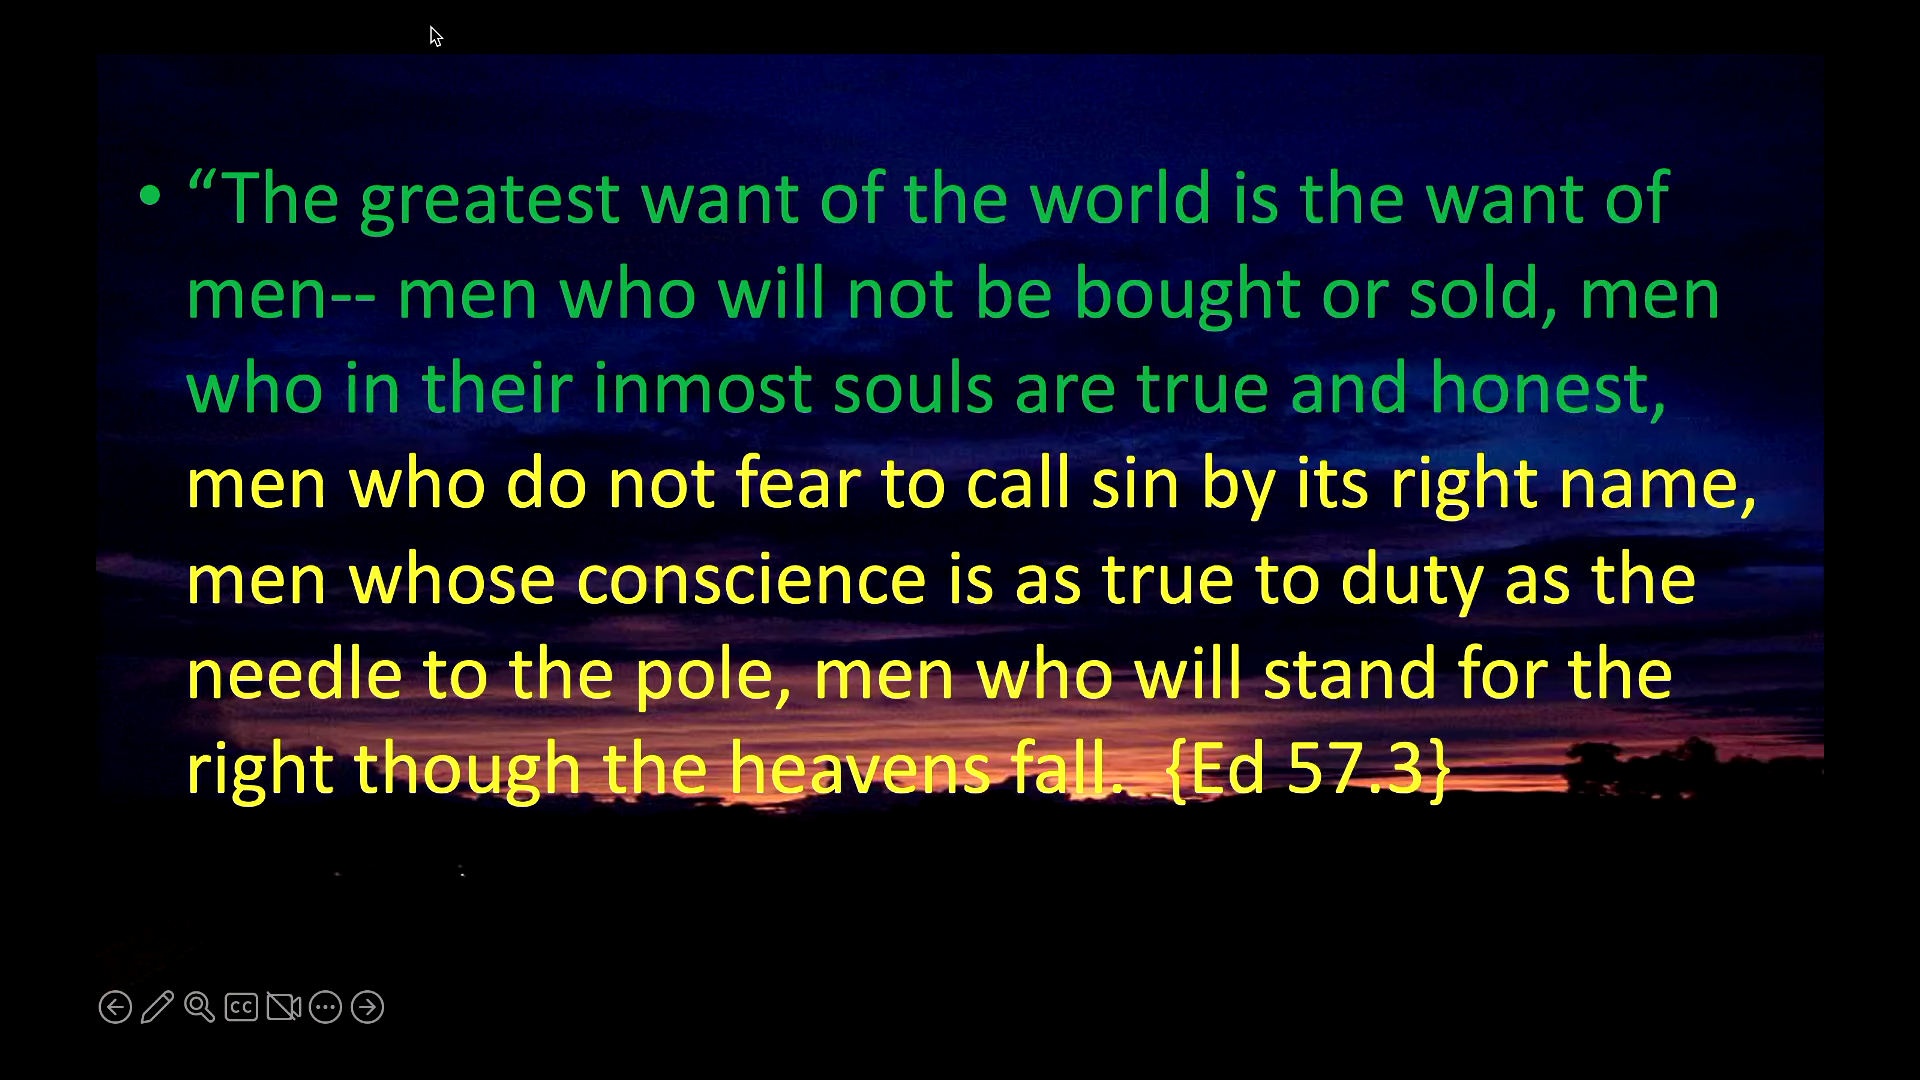 • “The greatest want of the world is the want of
men-- men who will not be bought or sold, men
who in their inmost souls are true and honest,
men who do not fear to call sin by its right name,
men whose conscience is as true to duty as the
needle to the pole, men who will stand for the
right though the heavens fall.  {Ed 57.3}
CC